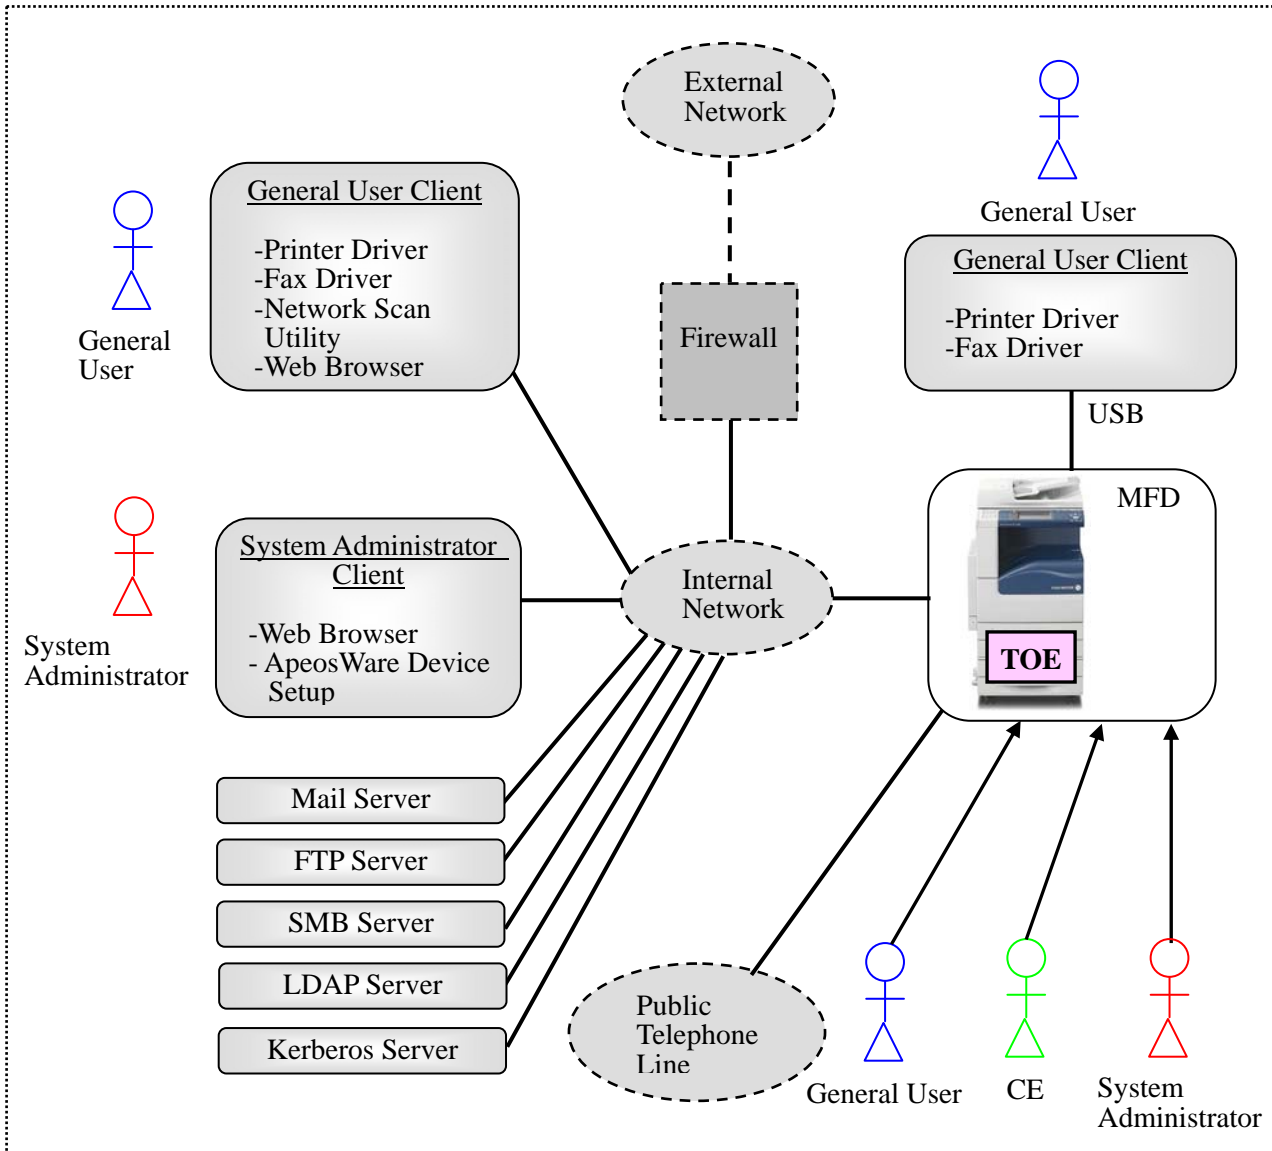 External
Network
General User
General User Client
-Printer Driver
-Fax Driver
-Network Scan
Utility
-Web Browser
General
User
General User Client
-Printer Driver
-Fax Driver
Firewall
USB
MFD
TOE
System Administrator
Client
-Web Browser
- ApeosWare Device
Setup
System
Administrator
Internal
Network
Mail Server
FTP Server
SMB Server
LDAP Server
Kerberos Server
Public
Telephone
Line
General User
CE
System
Administrator